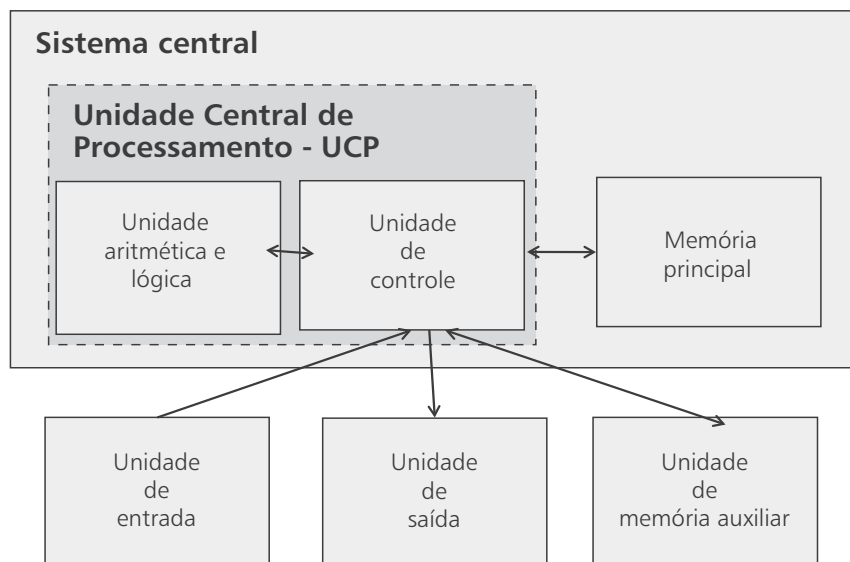 Sistema central
Unidade Central de
Processamento - UCP
Unidade
aritmética e
lógica
Unidade
de
controle
Memória
principal
Unidade
de
entrada
Unidade
de
saída
Unidade
de
memória auxiliar